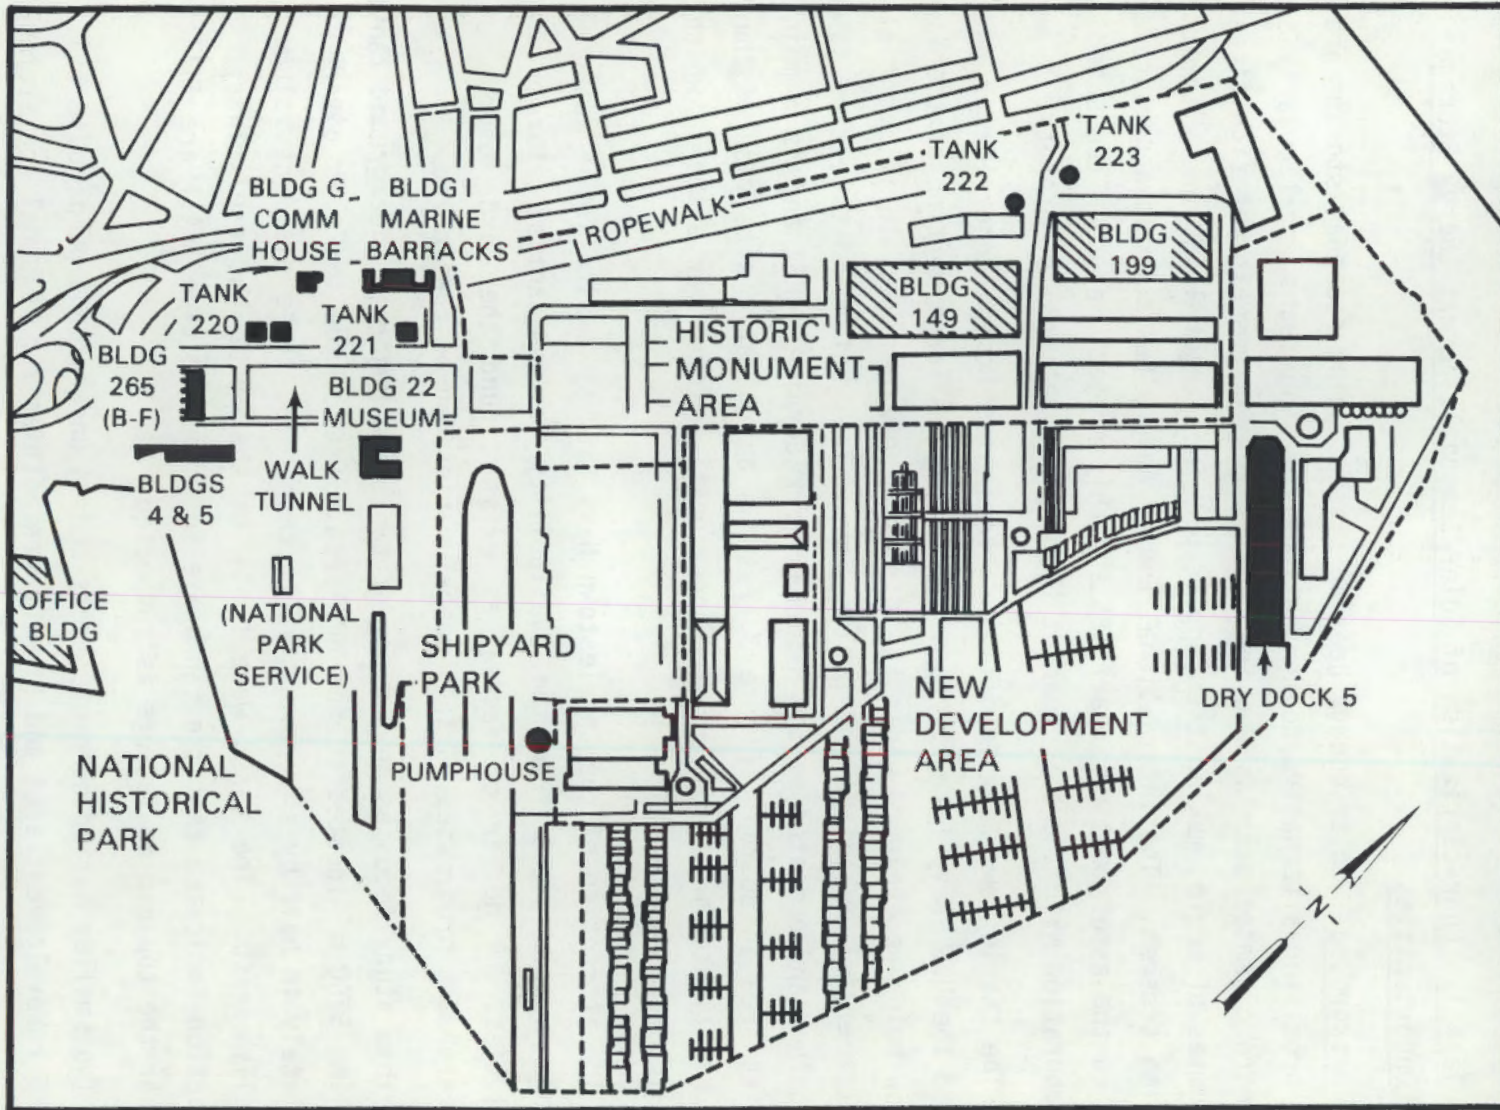 TANK
223
TANK
222
BLDG G
COMM
HOUSE
BLDG I
MARINE
BARRACKS
ROPEWALK
BLDG
199
BLDG
149
TANK
220
TANK
221
HISTORIC
MONUMENT
AREA
BLDG
265
(B-F)
BLDG 22
MUSEUM
WALK
TUNNEL
BLDGS
4 & 5
OFFICE
BLDG
(NATIONAL
PARK
SERVICE)
SHIPYARD
PARK
PUMPHOUSE
NATIONAL
HISTORICAL
PARK
NEW
DEVELOPMENT
AREA
DRY DOCK 5
N